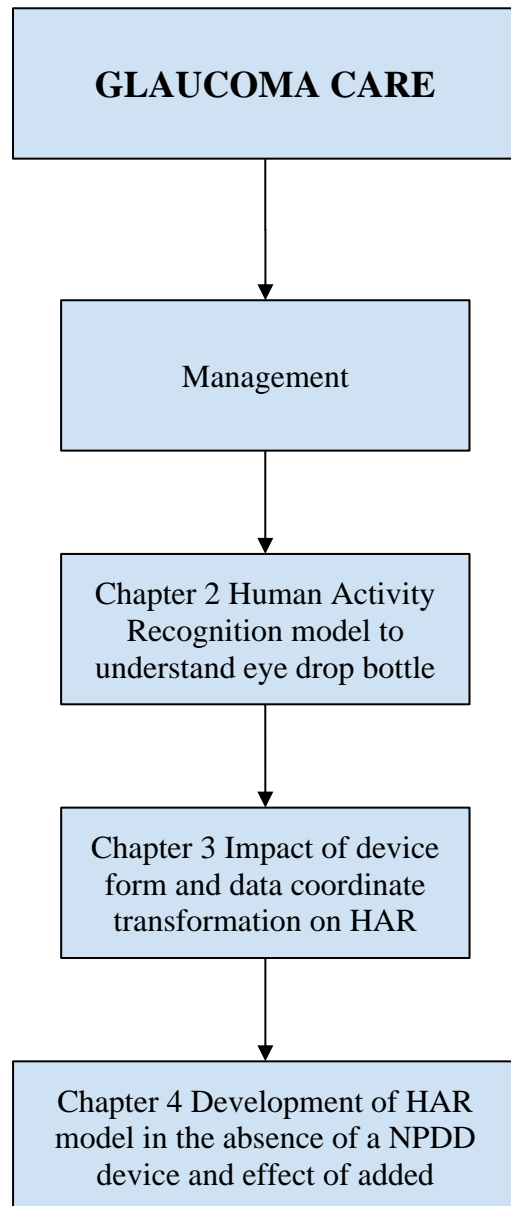 GLAUCOMA CARE
Management
Chapter 2 Human Activity
Recognition model to
understand eye drop bottle
Chapter 3 Impact of device
form and data coordinate
transformation on HAR
Chapter 4 Development of HAR
model in the absence of a NPDD
device and effect of added